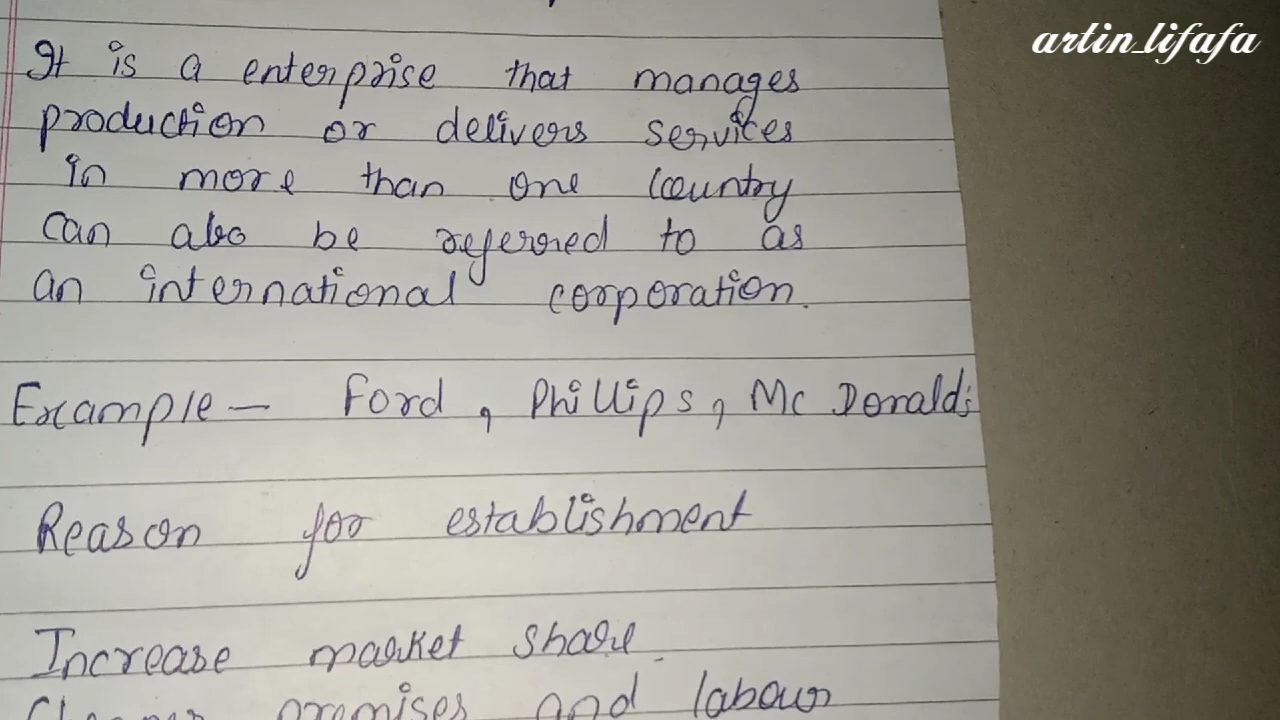 artin_lifafa
It is a enterprise that manages
production or delivers services
in more than one country
can also be referred to as
an international corporation.
Example - Ford, Phillips, Mc Donald's
Reason for establishment
Increase market share
Cheaper premises and labour